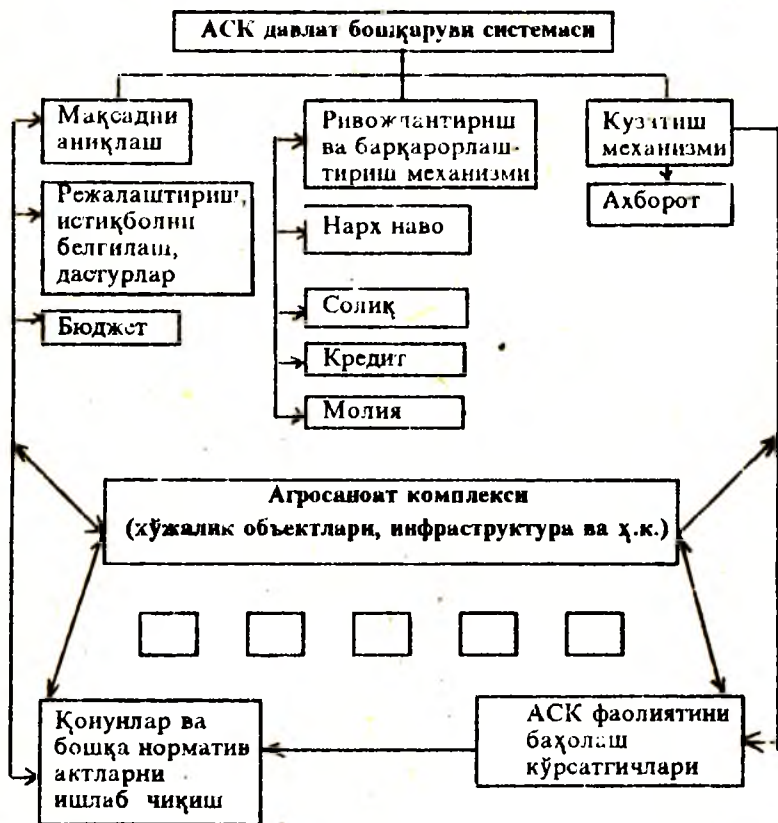 АСК давлат бошқаруви системаси
Мақсадни
аниқлаш
Режалаштириш,
истиқболни
белгилаш,
дастурлар
Бюджет
Ривожлантириш
ва барқарорлаш-
тириш механизми
Нарх наво
Солиқ
Кредит
Молия
Кузатиш
механизми
Ахборот
Агросаноат комплекси
(хўжалик объектлари, инфраструктура ва ҳ.к.)
Қонунлар ва
бошқа норматив
актларни
ишлаб чиқиш
АСК фаолиятини
баҳолаш
кўрсатгичлари